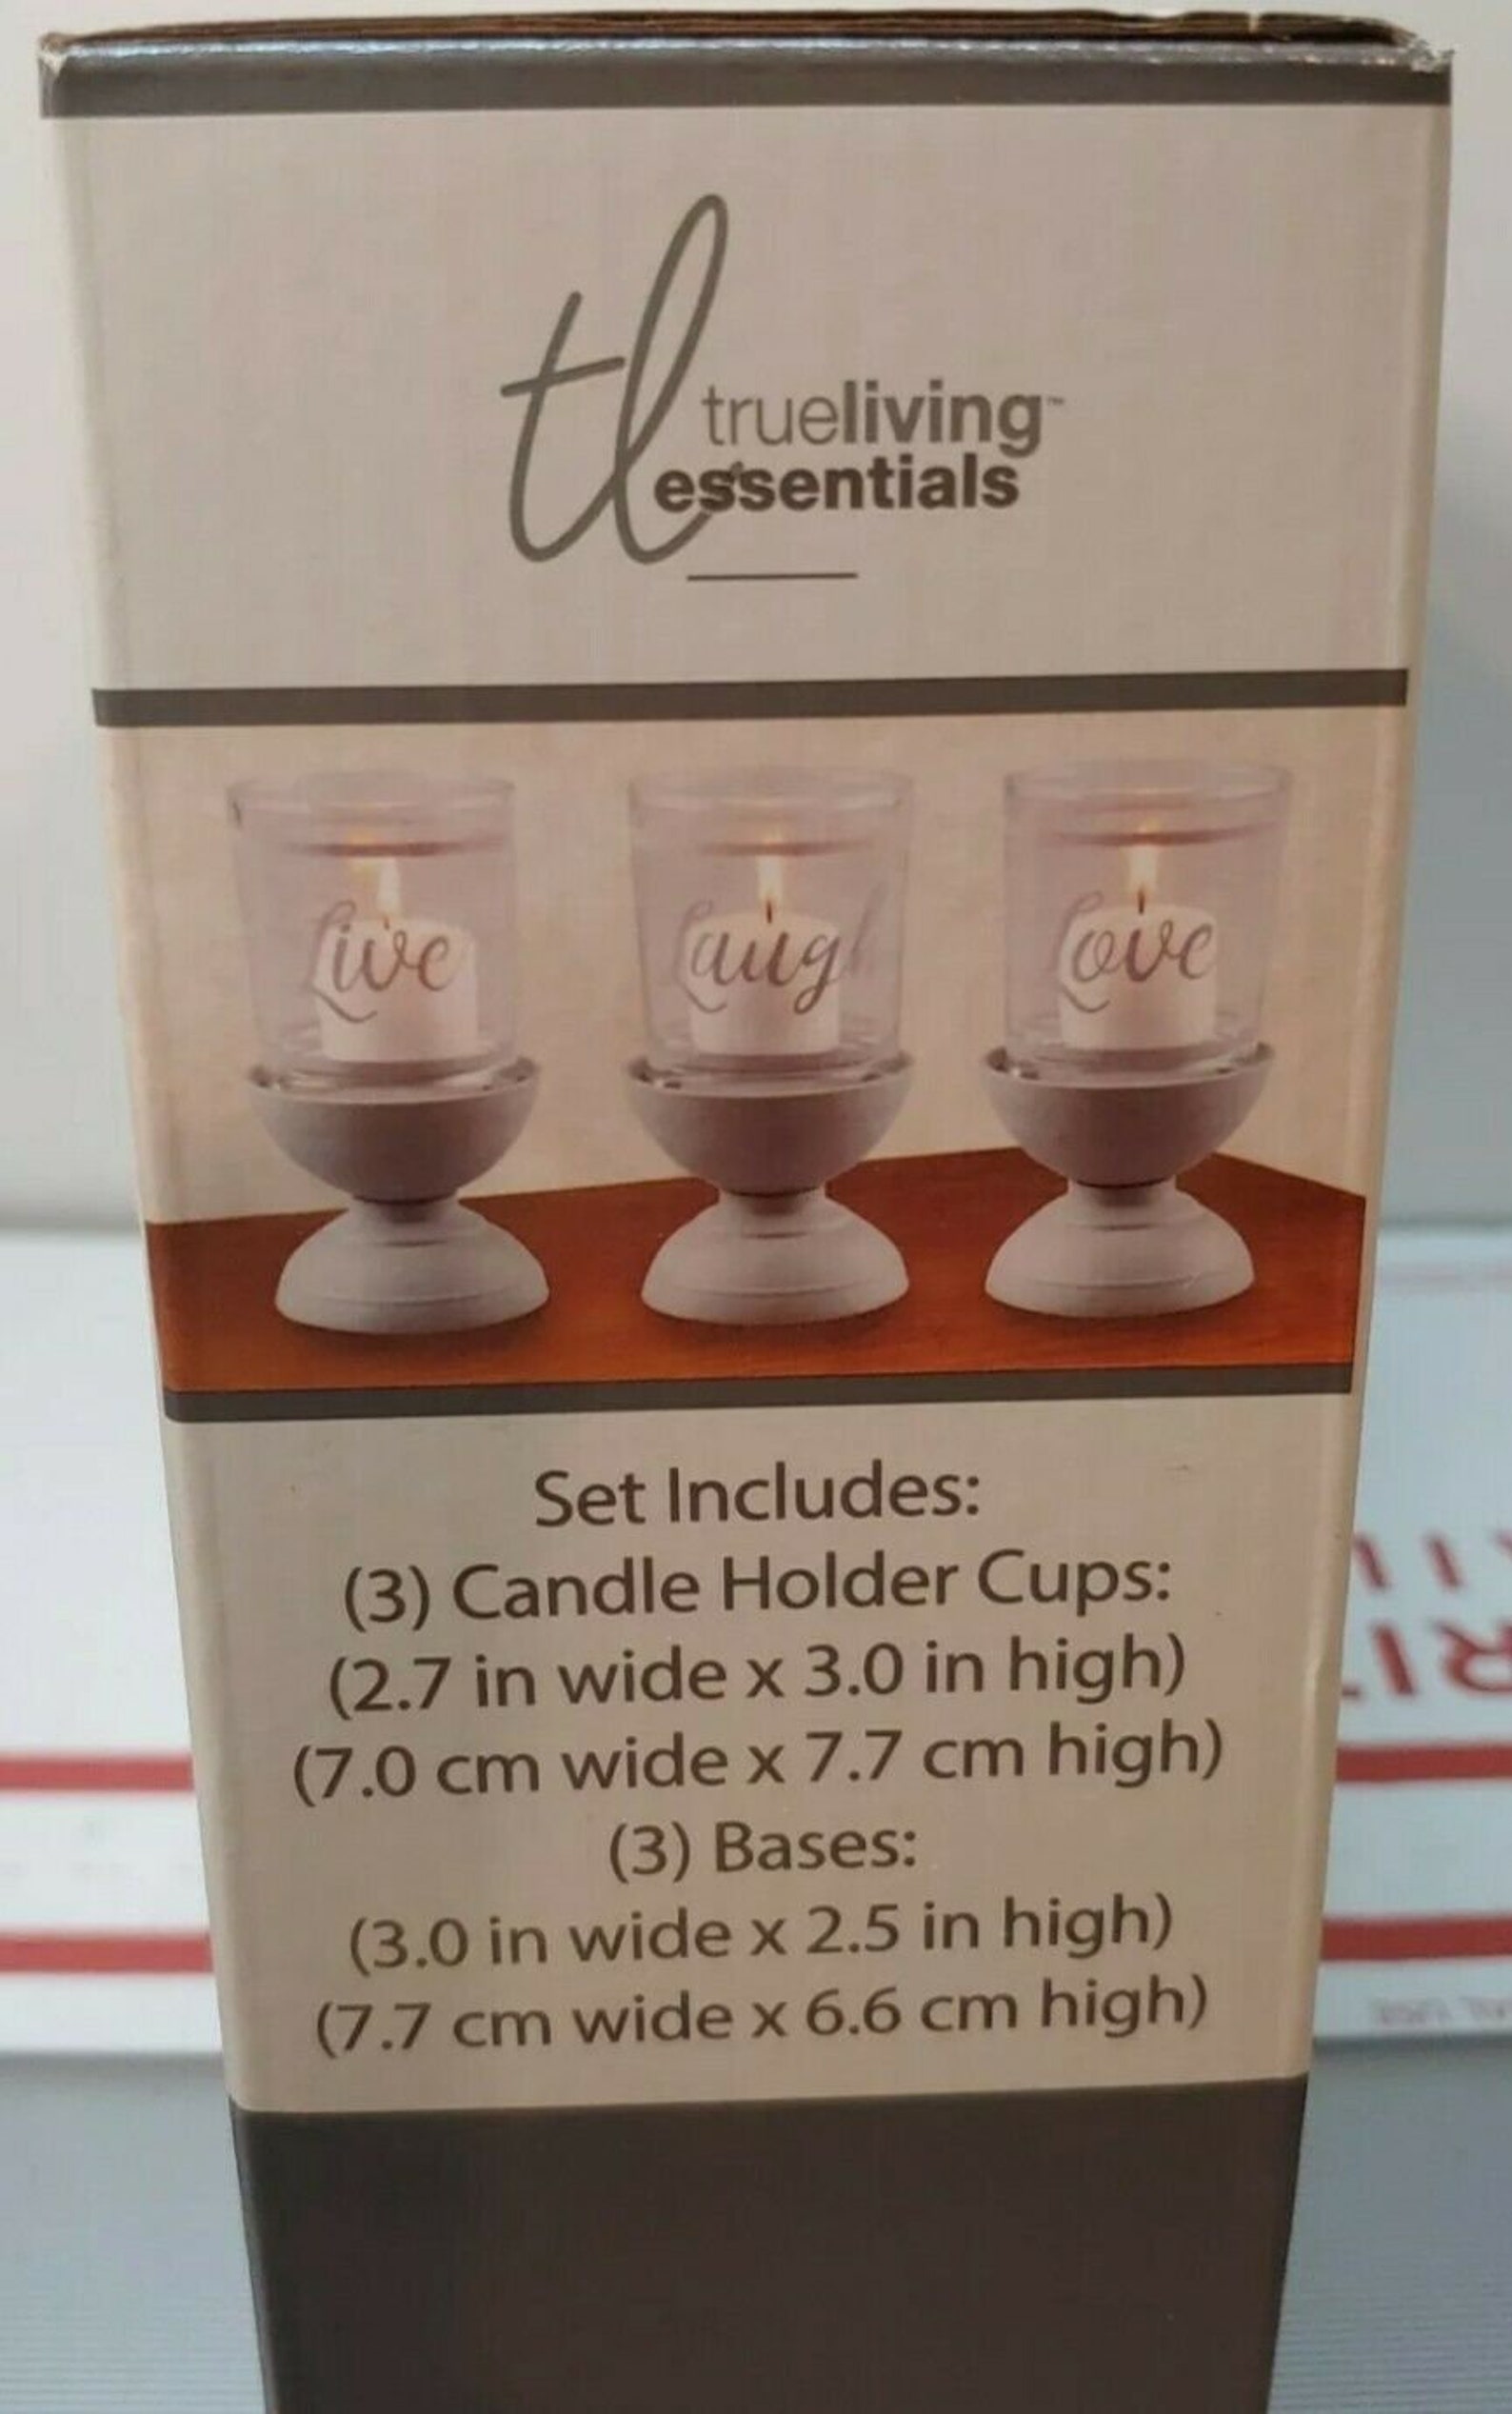 tl
trueliving™
essentials
Live
Laugh
Love
Set Includes:
(3) Candle Holder Cups:
(2.7 in wide x 3.0 in high)
(7.0 cm wide x 7.7 cm high)
(3) Bases:
(3.0 in wide x 2.5 in high)
(7.7 cm wide x 6.6 cm high)